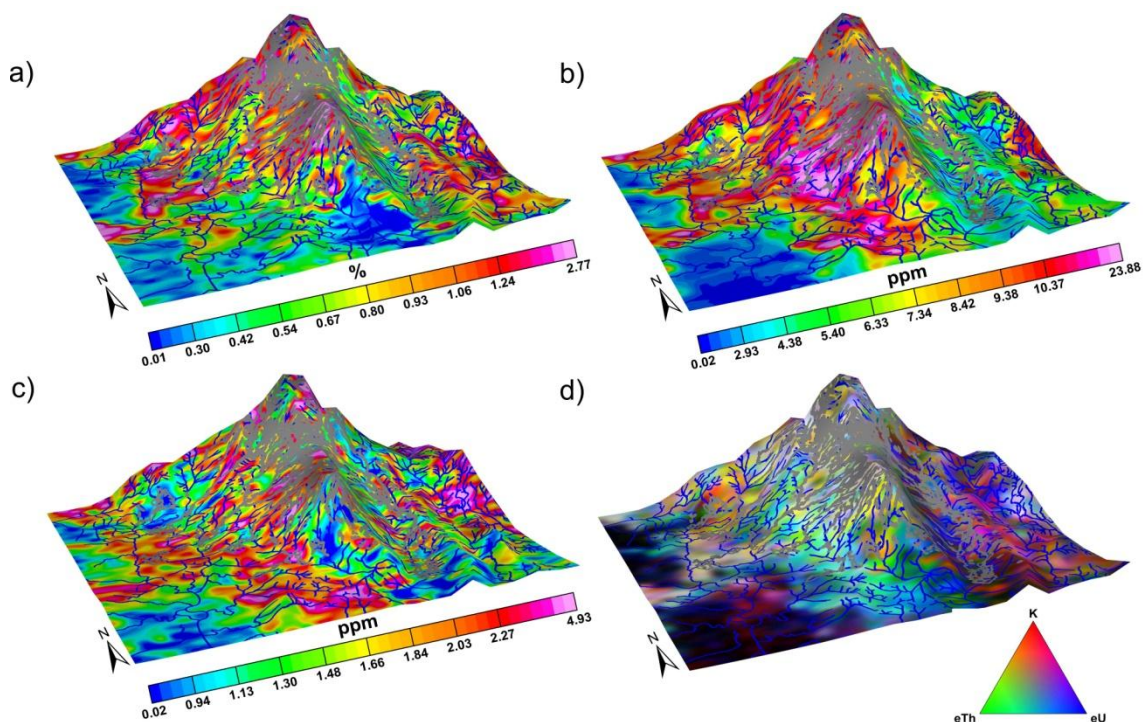 a)
b)
N
%
0.01 0.30 0.42 0.54 0.67 0.80 0.93 1.06 1.24 2.77
N
ppm
0.02 2.93 4.38 5.40 6.33 7.34 8.42 9.38 10.37 23.88
c)
d)
N
ppm
0.02 0.94 1.13 1.30 1.48 1.66 1.84 2.03 2.27 4.93
N
K
eTh eU